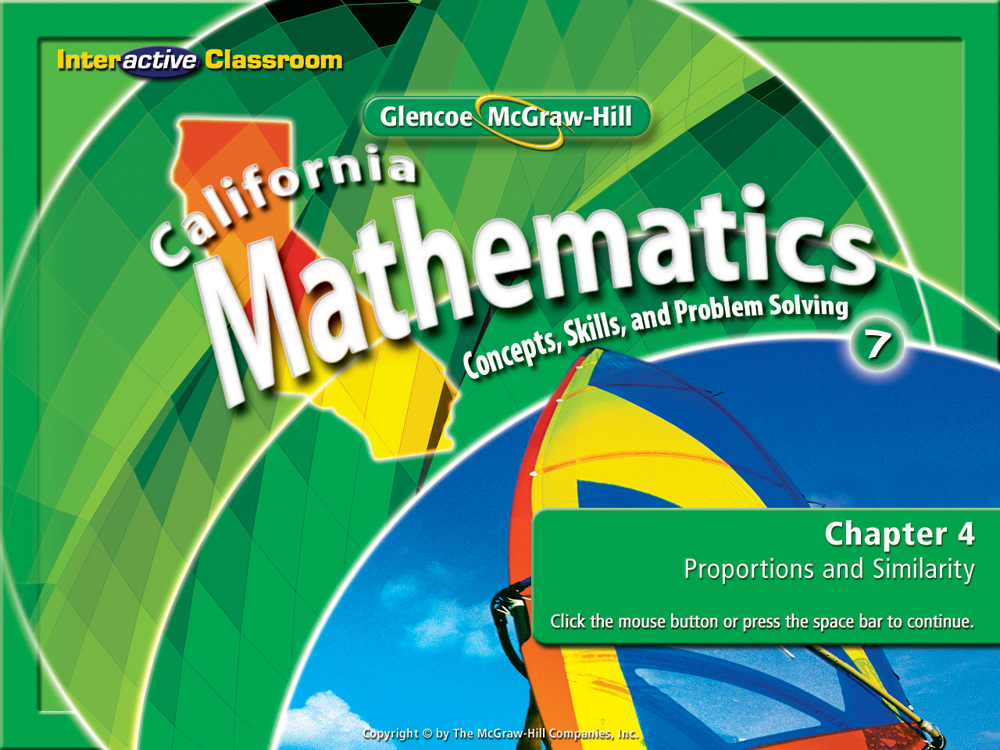 Interactive Classroom
Glencoe McGraw-Hill
California
Mathematics
Concepts, Skills, and Problem Solving
7
Chapter 4
Proportions and Similarity
Click the mouse button or press the space bar to continue.
Copyright © by The McGraw-Hill Companies, Inc.